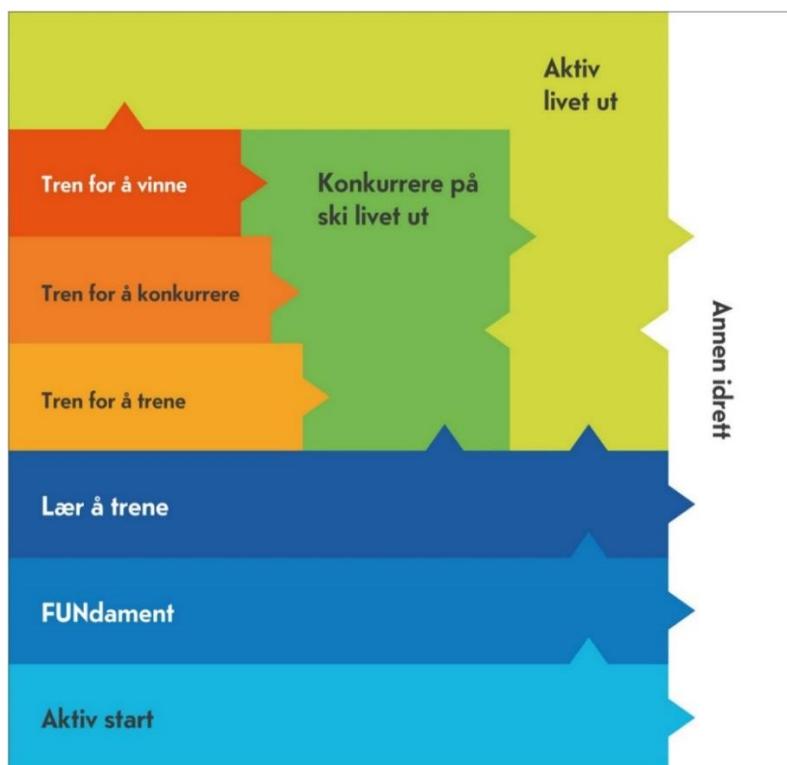 Aktiv
livet ut
Tren for å vinne
Konkurrere på
ski livet ut
Tren for å konkurrere
Annen idrett
Tren for å trene
Lær å trene
FUNdament
Aktiv start